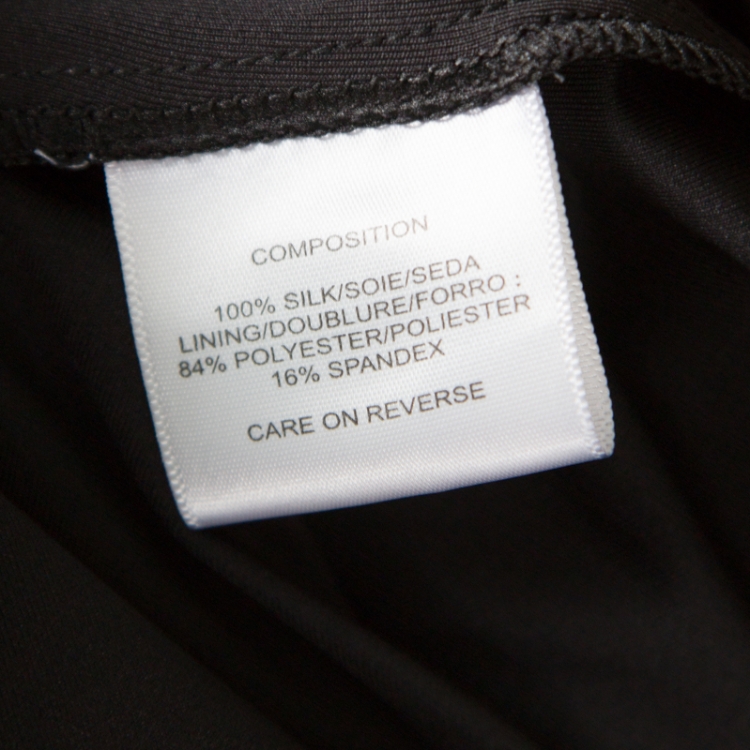 COMPOSITION
100% SILK/SOIE/SEDA
LINING/DOUBLURE/FORRO :
84% POLYESTER/POLIESTER
16% SPANDEX
CARE ON REVERSE